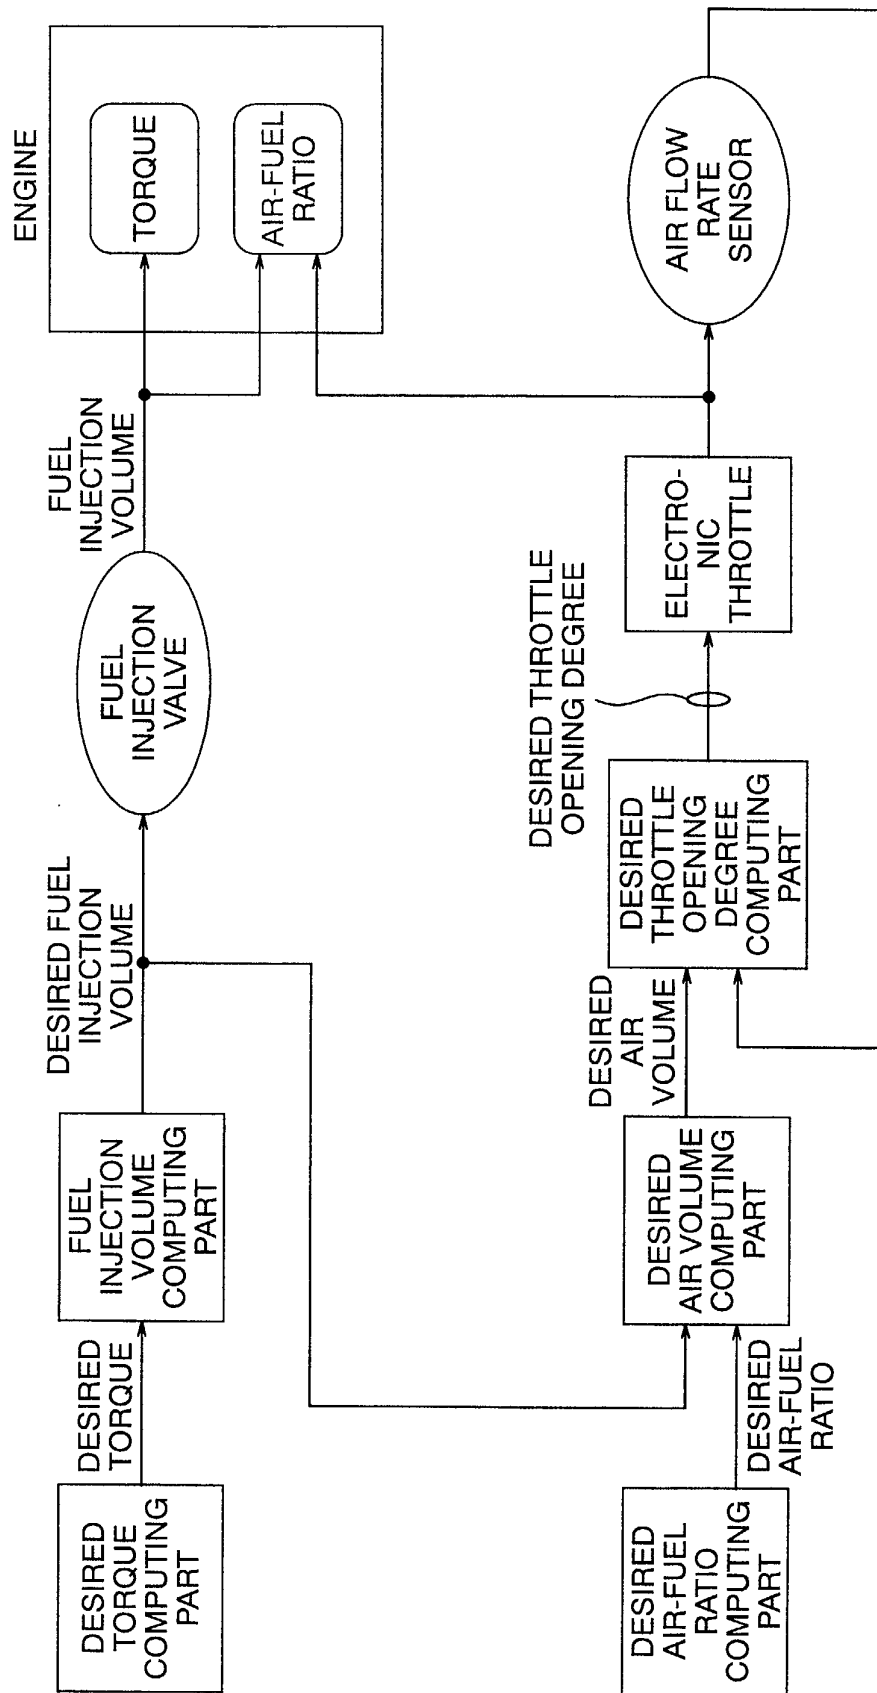 DESIRED
TORQUE
COMPUTING
PART
DESIRED
TORQUE
FUEL
INJECTION
VOLUME
COMPUTING
PART
DESIRED FUEL
INJECTION
VOLUME
FUEL
INJECTION
VALVE
FUEL
INJECTION
VOLUME
ENGINE
TORQUE
AIR-FUEL
RATIO
DESIRED
AIR-FUEL
RATIO
COMPUTING
PART
DESIRED
AIR-FUEL
RATIO
DESIRED
AIR VOLUME
COMPUTING
PART
DESIRED
AIR
VOLUME
DESIRED
THROTTLE
OPENING
DEGREE
COMPUTING
PART
DESIRED THROTTLE
OPENING DEGREE
ELECTRO-
NIC
THROTTLE
AIR FLOW
RATE
SENSOR